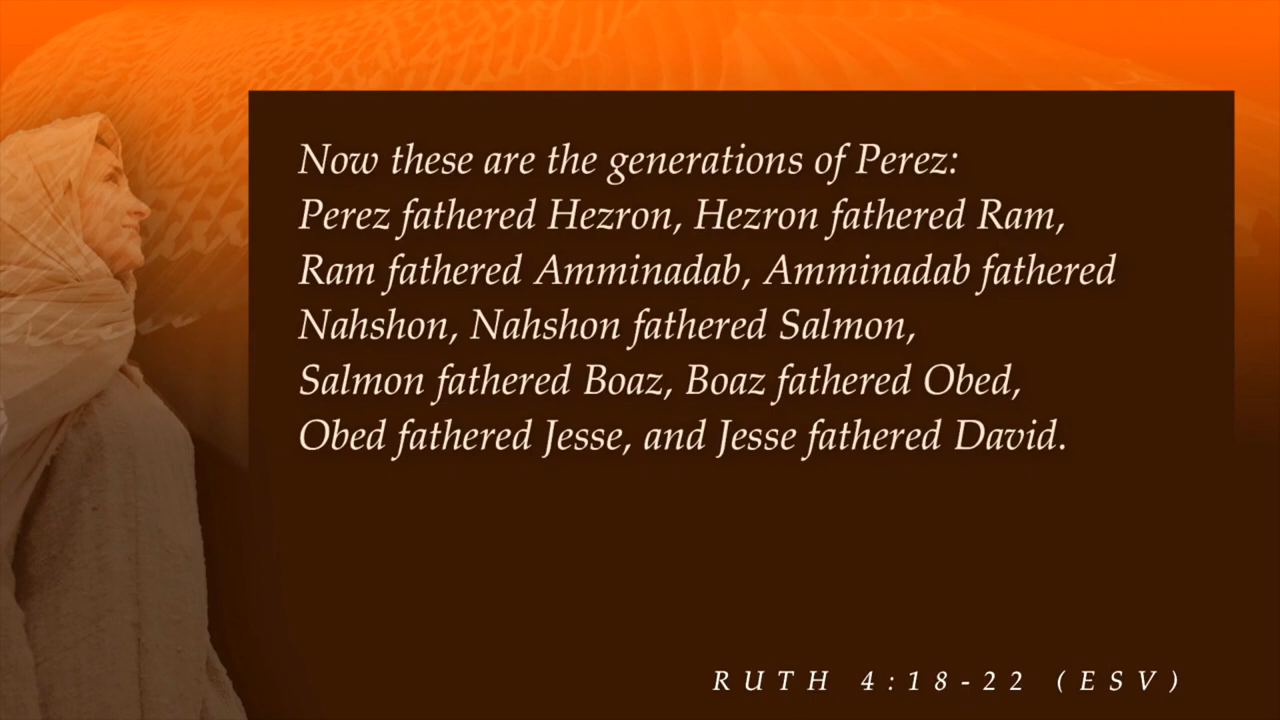 Now these are the generations of Perez:
Perez fathered Hezron, Hezron fathered Ram,
Ram fathered Amminadab, Amminadab fathered
Nahshon, Nahshon fathered Salmon,
Salmon fathered Boaz, Boaz fathered Obed,
Obed fathered Jesse, and Jesse fathered David.
RUTH 4:18-22 (ESV)